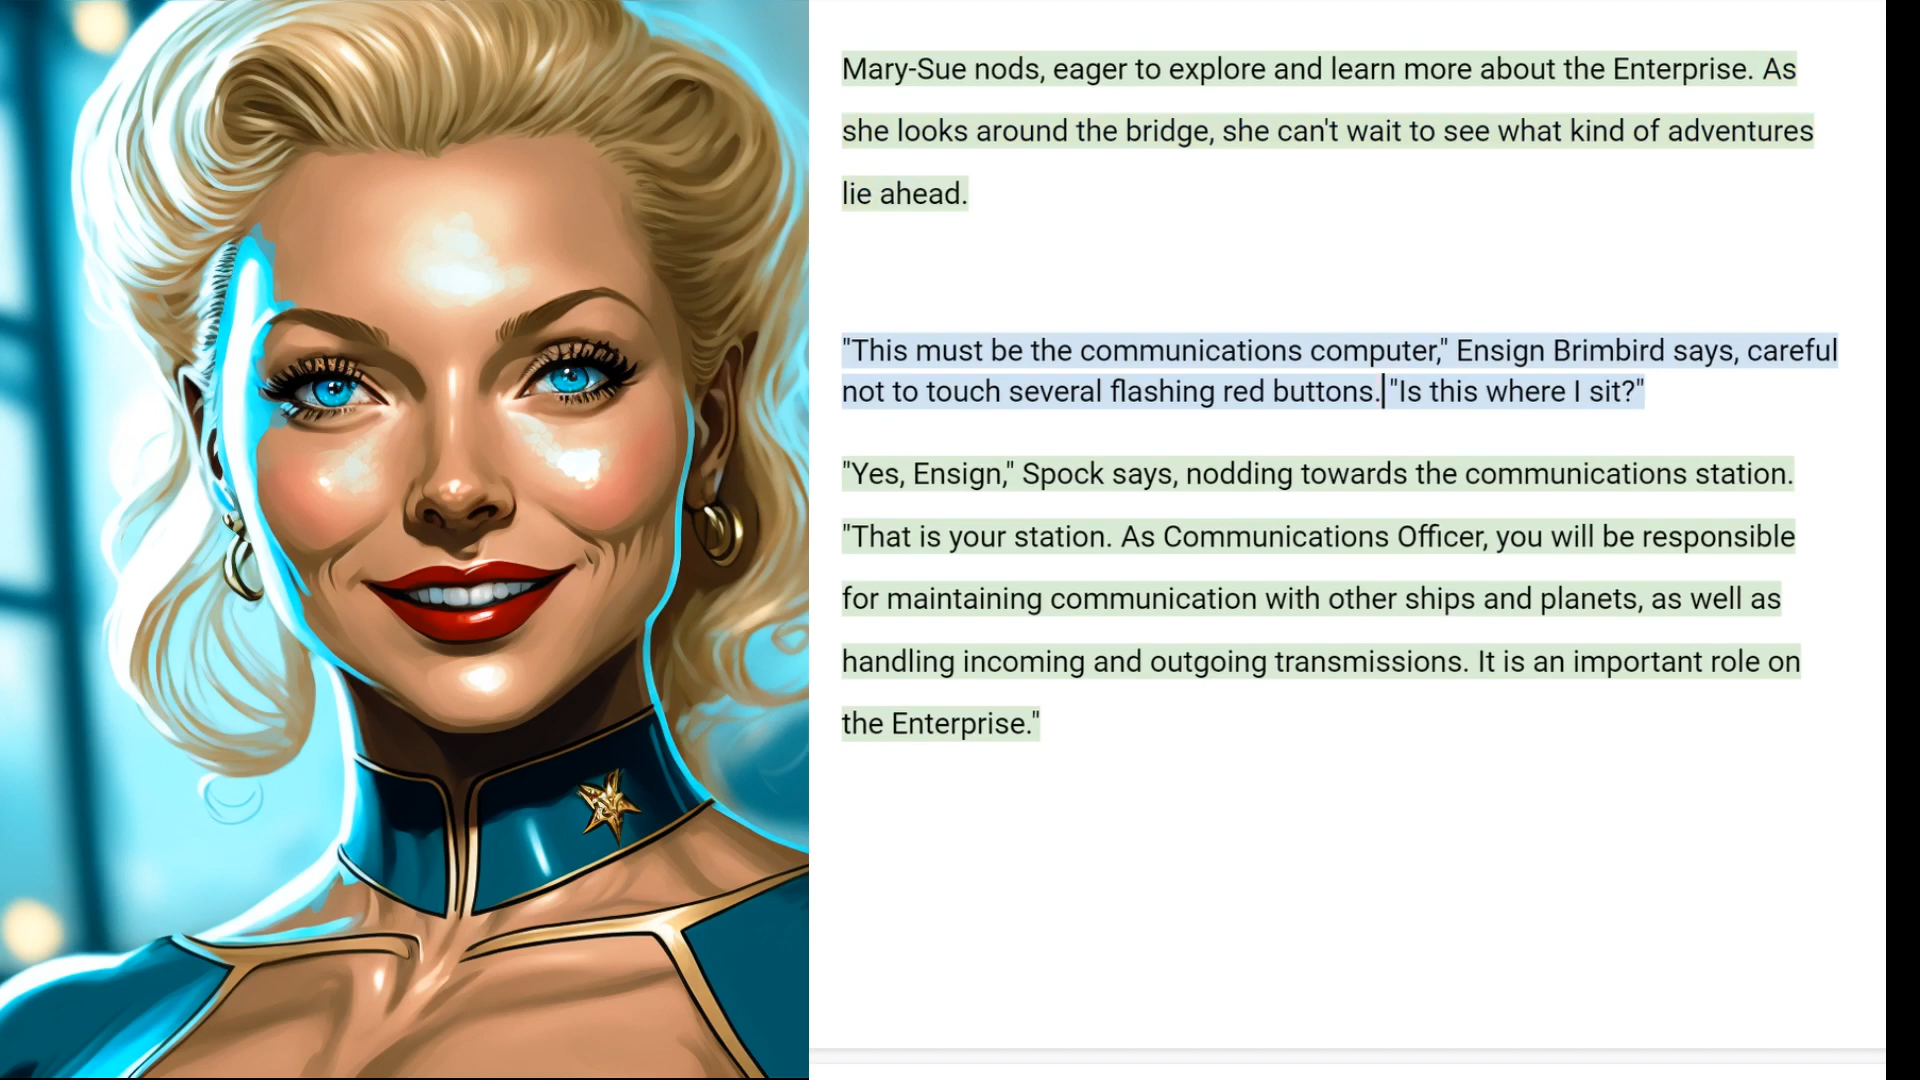 Mary-Sue nods, eager to explore and learn more about the Enterprise. As
she looks around the bridge, she can't wait to see what kind of adventures
lie ahead.
"This must be the communications computer," Ensign Brimbird says, careful
not to touch several flashing red buttons. "Is this where I sit?"
"Yes, Ensign," Spock says, nodding towards the communications station.
"That is your station. As Communications Officer, you will be responsible
for maintaining communication with other ships and planets, as well as
handling incoming and outgoing transmissions. It is an important role on
the Enterprise."